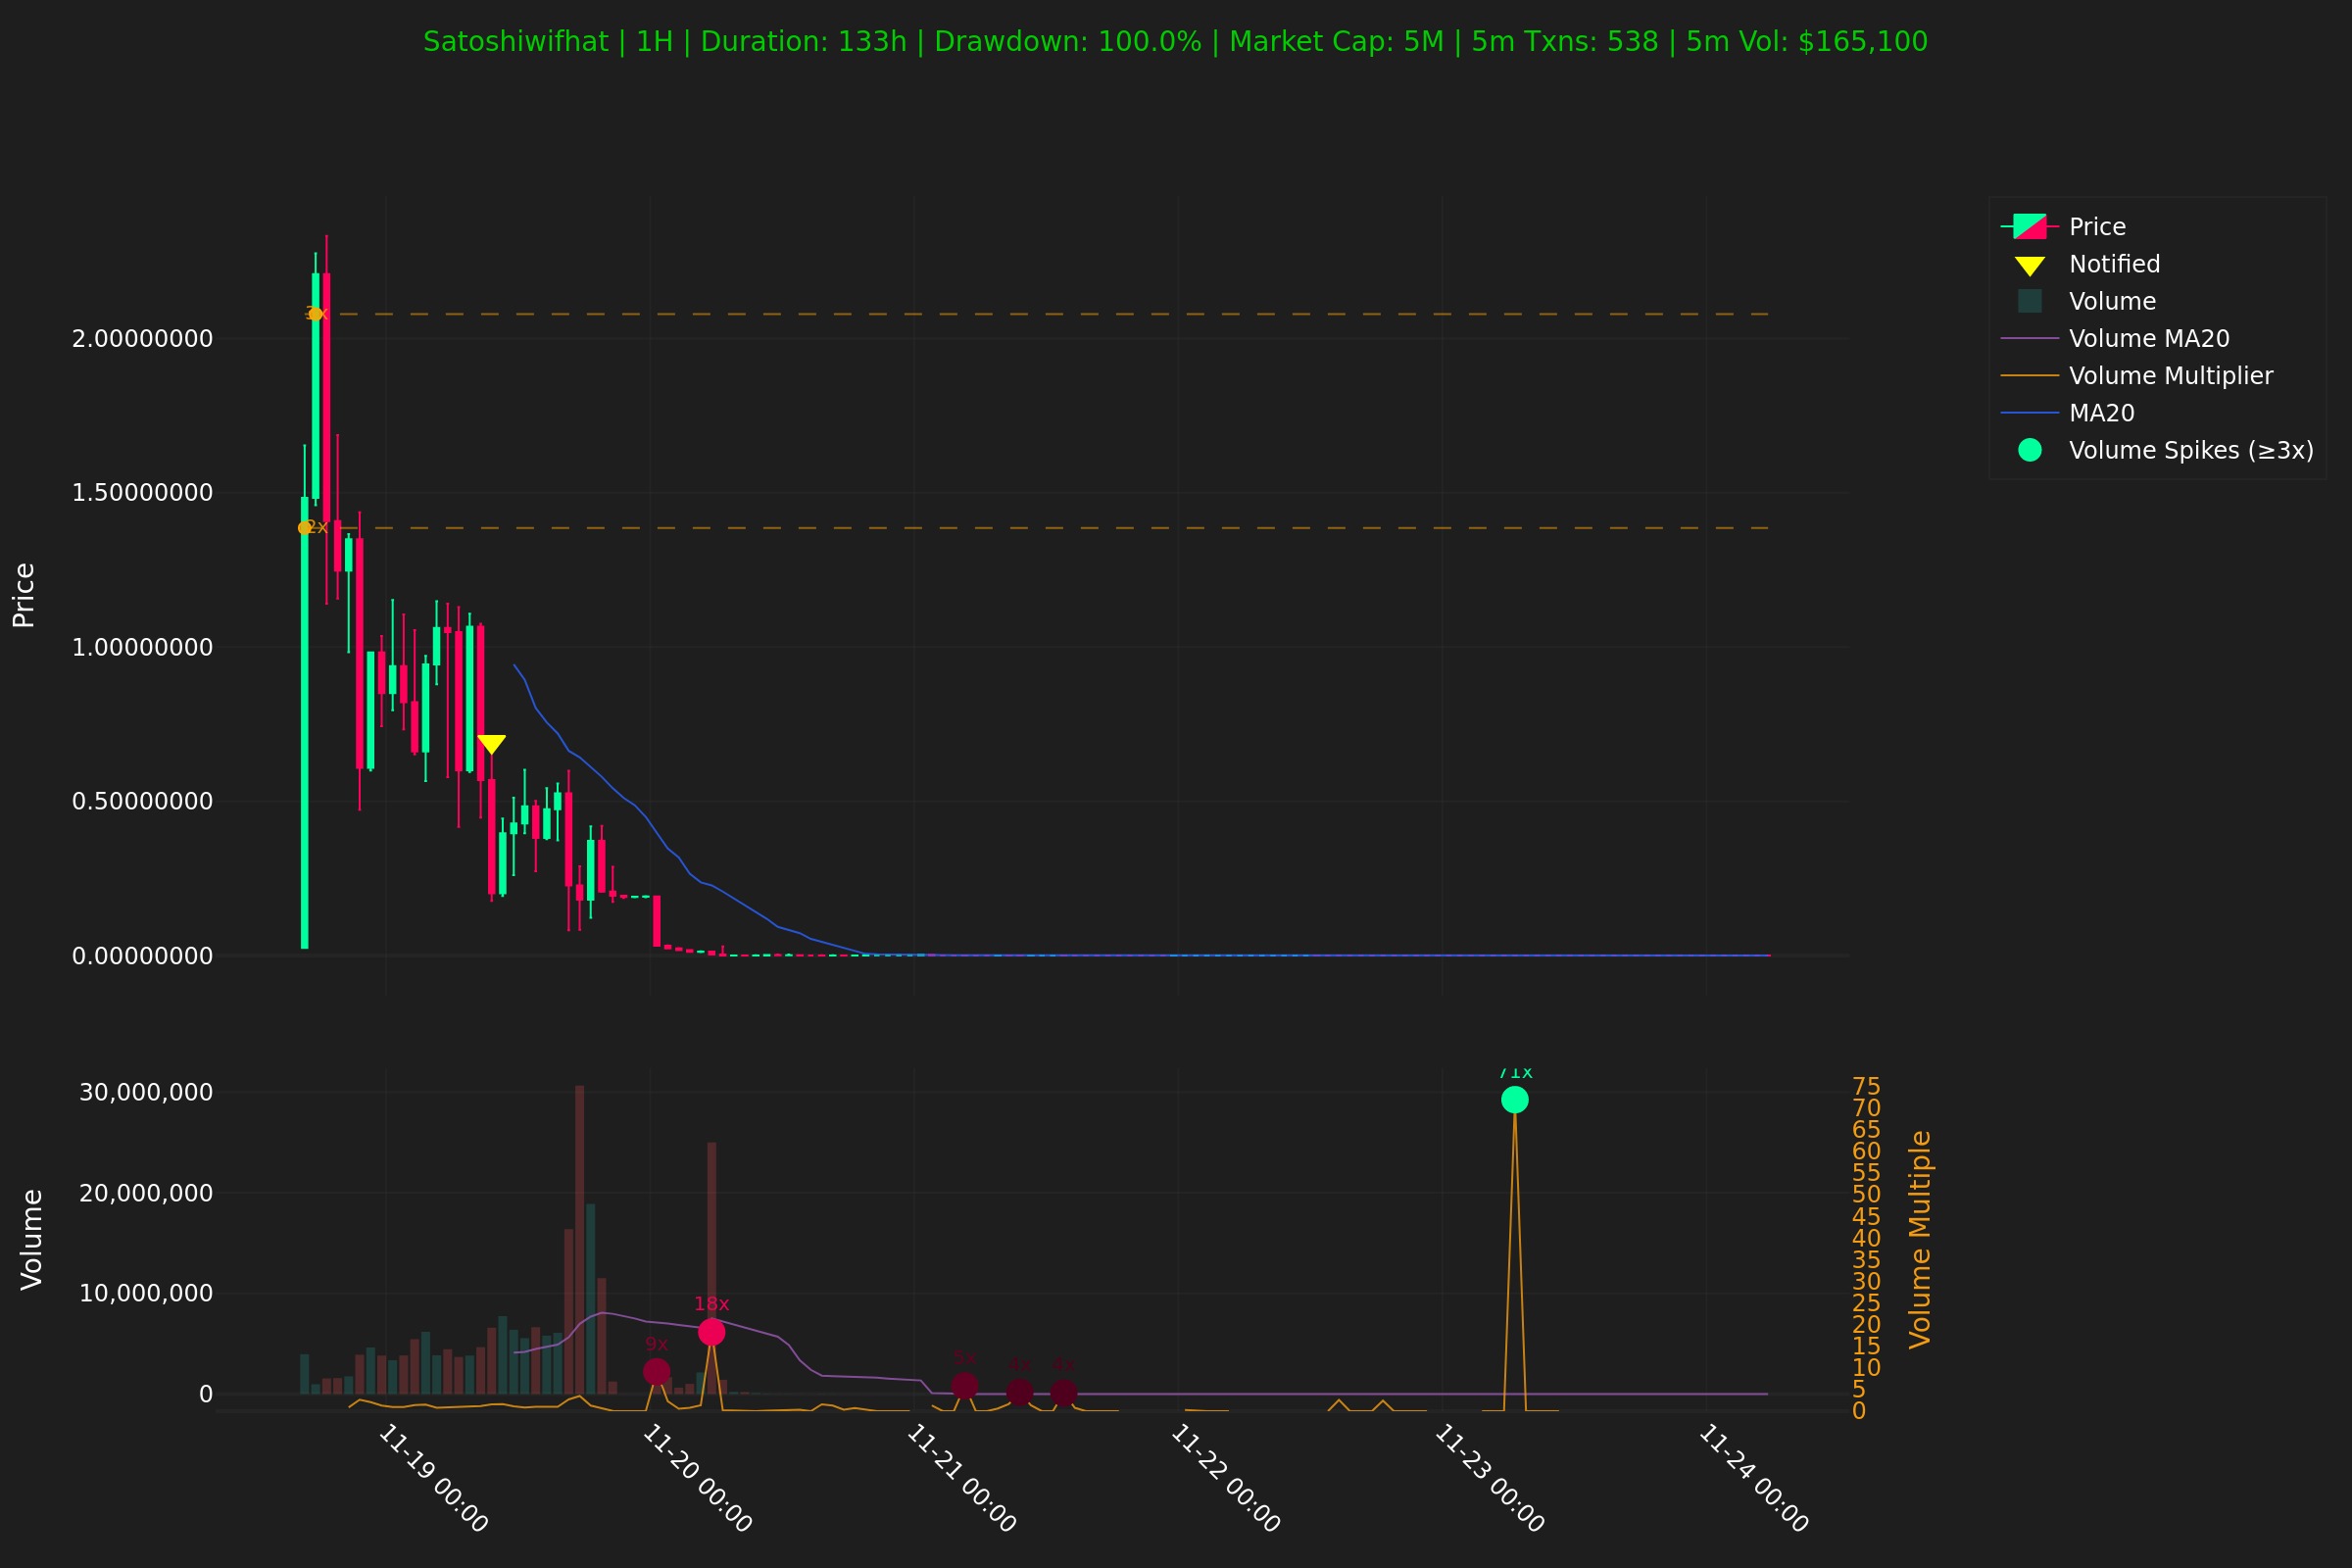 Satoshiwifhat | 1H | Duration: 133h | Drawdown: 100.0% | Market Cap: 5M | 5m Txns: 538 | 5m Vol: $165,100
Price
Notified
Volume
Volume MA20
Volume Multiplier
MA20
Volume Spikes (≥3x)
Price
2.00000000
1.50000000
1.00000000
0.50000000
0.00000000
3x
2x
Volume
30,000,000
20,000,000
10,000,000
0
9x
18x
5x
4x
71x
75
70
65
60
55
50
45
40
35
30
25
20
15
10
5
0
Volume Multiple
11-19 00:00
11-20 00:00
11-21 00:00
11-22 00:00
11-23 00:00
11-24 00:00